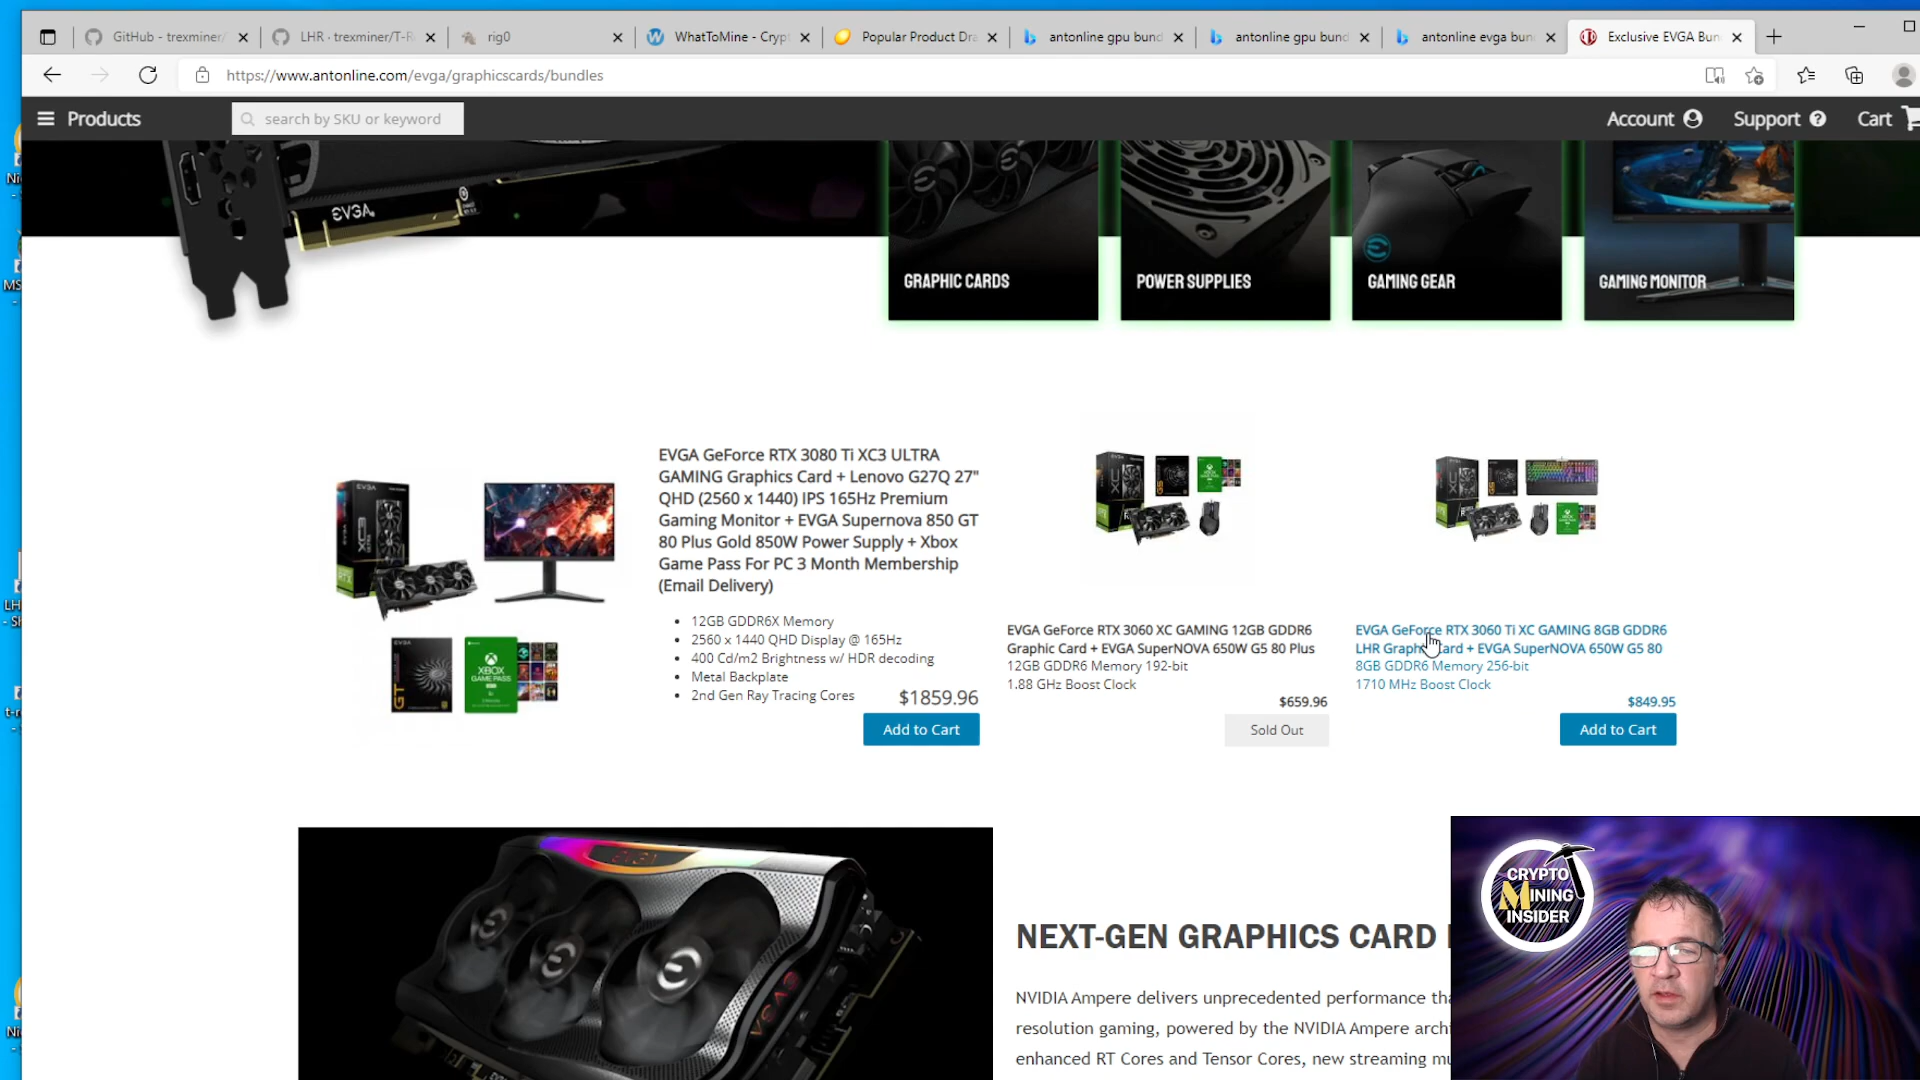 GitHub - trexminer/
LHR · trexminer/T-R
rig0
WhatToMine - Crypt
Popular Product Dra
antonline gpu bund
antonline gpu bund
antonline evga bun
Exclusive EVGA Bun
https://www.antonline.com/evga/graphicscards/bundles
Products
search by SKU or keyword
Account
Support
Cart
EVGA
GRAPHIC CARDS
POWER SUPPLIES
GAMING GEAR
GAMING MONITOR
EVGA GeForce RTX 3080 Ti XC3 ULTRA
GAMING Graphics Card + Lenovo G27Q 27"
QHD (2560 x 1440) IPS 165Hz Premium
Gaming Monitor + EVGA Supernova 850 GT
80 Plus Gold 850W Power Supply + Xbox
Game Pass For PC 3 Month Membership
(Email Delivery)
12GB GDDR6X Memory
2560 x 1440 QHD Display @ 165Hz
400 Cd/m2 Brightness w/ HDR decoding
Metal Backplate
2nd Gen Ray Tracing Cores
$1859.96
Add to Cart
EVGA GeForce RTX 3060 XC GAMING 12GB GDDR6
Graphic Card + EVGA SuperNOVA 650W G5 80 Plus
12GB GDDR6 Memory 192-bit
1.88 GHz Boost Clock
$659.96
Sold Out
EVGA GeForce RTX 3060 Ti XC GAMING 8GB GDDR6
LHR Graphic Card + EVGA SuperNOVA 650W G5 80
8GB GDDR6 Memory 256-bit
1710 MHz Boost Clock
$849.95
Add to Cart
XBOX
GAME PASS
NEXT-GEN GRAPHICS CARD
NVIDIA Ampere delivers unprecedented performance tha
resolution gaming, powered by the NVIDIA Ampere archi
enhanced RT Cores and Tensor Cores, new streaming mu
CRYPTO
MINING
INSIDER